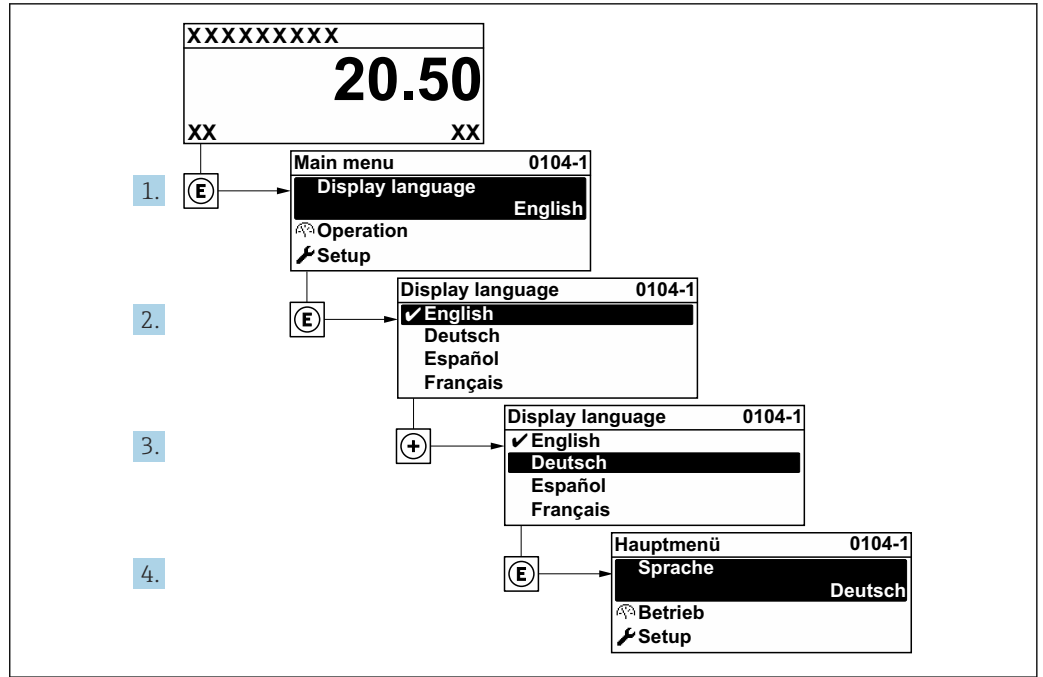 XXXXXXXXX
20.50
XX XX
1. E
Main menu 0104-1
Display language
English
Operation
Setup
2. E
Display language 0104-1
✔English
Deutsch
Español
Français
3. +
Display language 0104-1
✔English
Deutsch
Español
Français
4. E
Hauptmenü 0104-1
Sprache
Deutsch
Betrieb
Setup